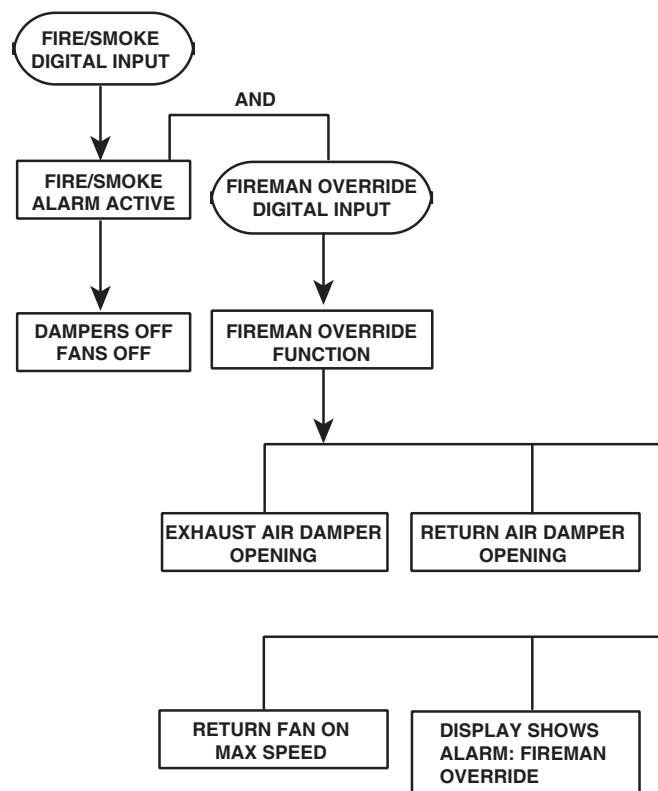 FIRE/SMOKE
DIGITAL INPUT
AND
FIRE/SMOKE
ALARM ACTIVE
FIREMAN OVERRIDE
DIGITAL INPUT
DAMPERS OFF
FANS OFF
FIREMAN OVERRIDE
FUNCTION
EXHAUST AIR DAMPER
OPENING
RETURN AIR DAMPER
OPENING
RETURN FAN ON
MAX SPEED
DISPLAY SHOWS
ALARM: FIREMAN
OVERRIDE